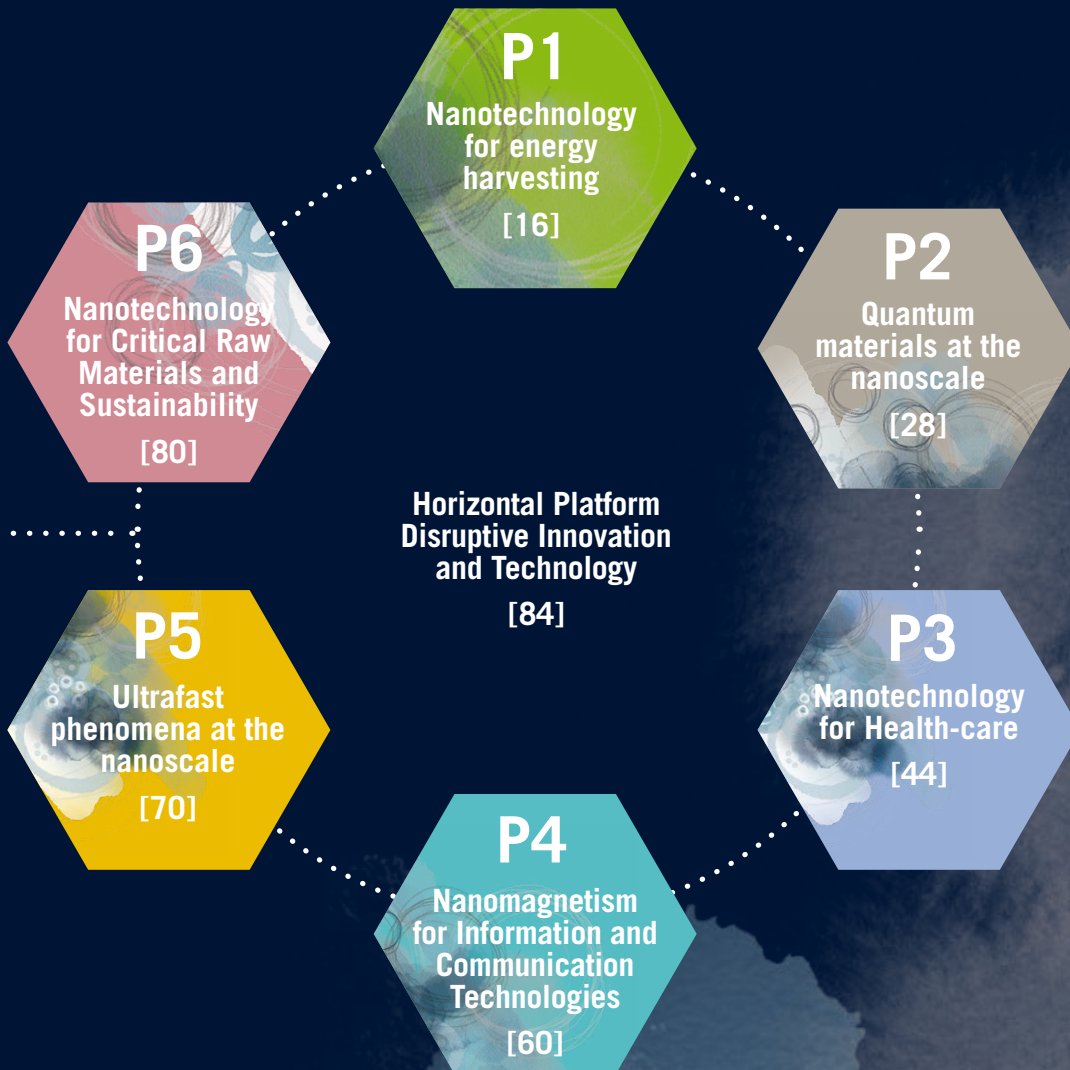 P1
Nanotechnology
for energy
harvesting
[16]
P2
Quantum
materials at the
nanoscale
[28]
P3
Nanotechnology
for Health-care
[44]
P4
Nanomagnetism
for Information and
Communication
Technologies
[60]
P5
Ultrafast
phenomena at the
nanoscale
[70]
P6
Nanotechnology
for Critical Raw
Materials and
Sustainability
[80]
Horizontal Platform
Disruptive Innovation
and Technology
[84]